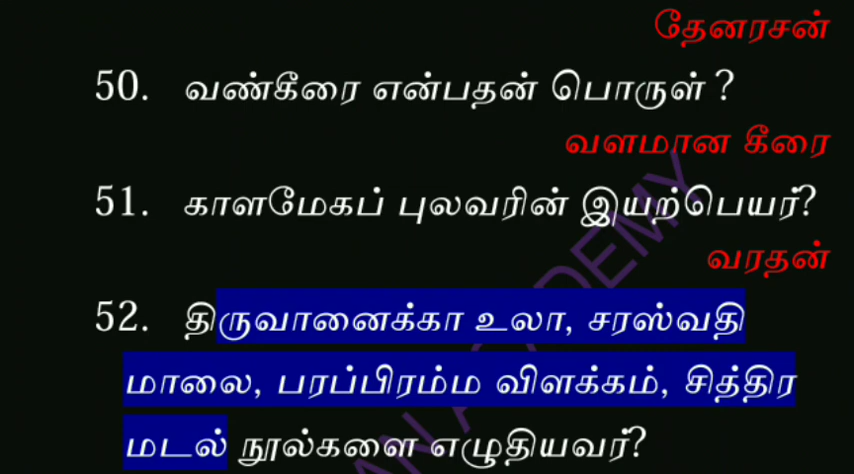 தேனரசன்
50. வண்கீரை என்பதன் பொருள் ?
வளமான கீரை
51. காளமேகப் புலவரின் இயற்பெயர்?
வரதன்
52. திருவானைக்கா உலா, சரஸ்வதி
மாலை, பரப்பிரம்ம விளக்கம், சித்திர
மடல் நூல்களை எழுதியவர்?